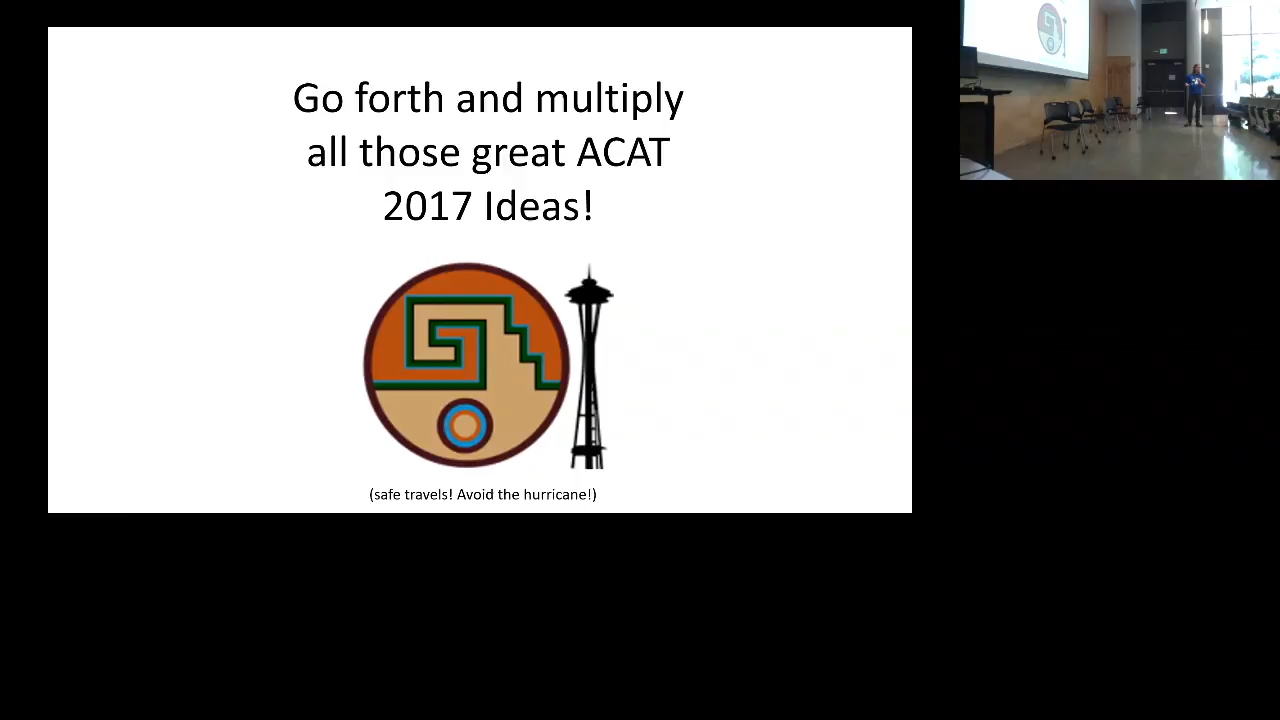 Go forth and multiply
all those great ACAT
2017 Ideas!
(safe travels! Avoid the hurricane!)